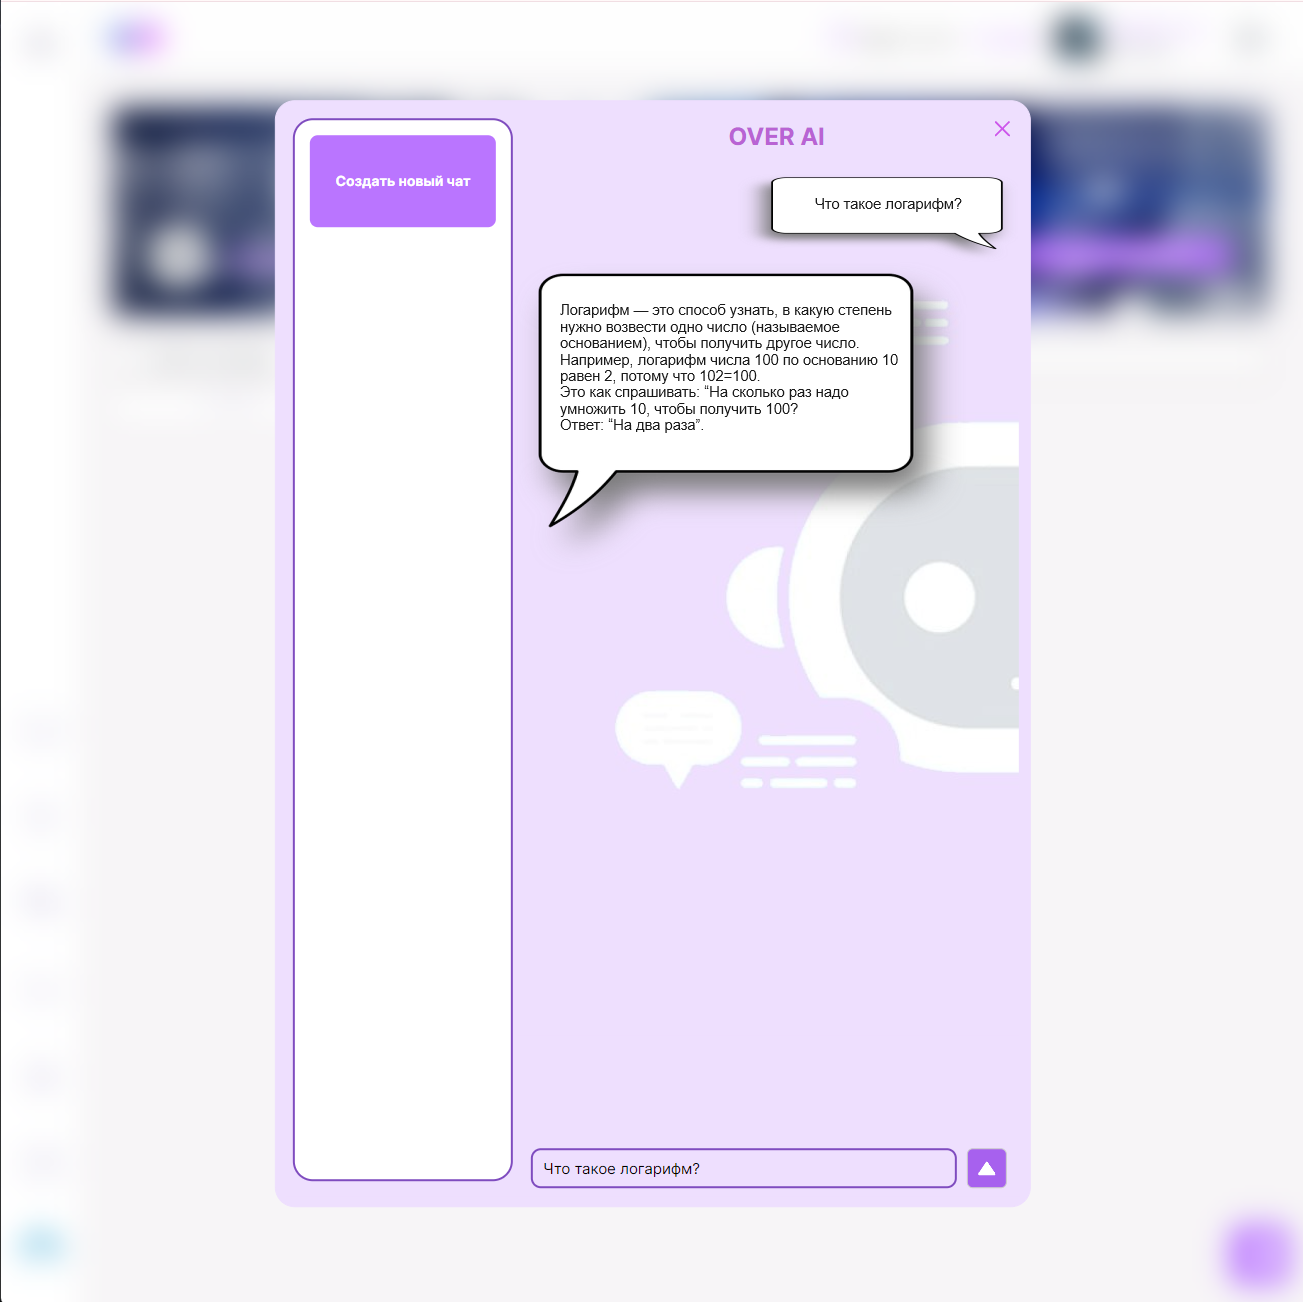 OVER AI
Создать новый чат
Что такое логарифм?
Логарифм — это способ узнать, в какую степень
нужно возвести одно число (называемое
основанием), чтобы получить другое число.
Например, логарифм числа 100 по основанию 10
равен 2, потому что 102=100.
Это как спрашивать: “На сколько раз надо
умножить 10, чтобы получить 100?
Ответ: “На два раза”.
Что такое логарифм?